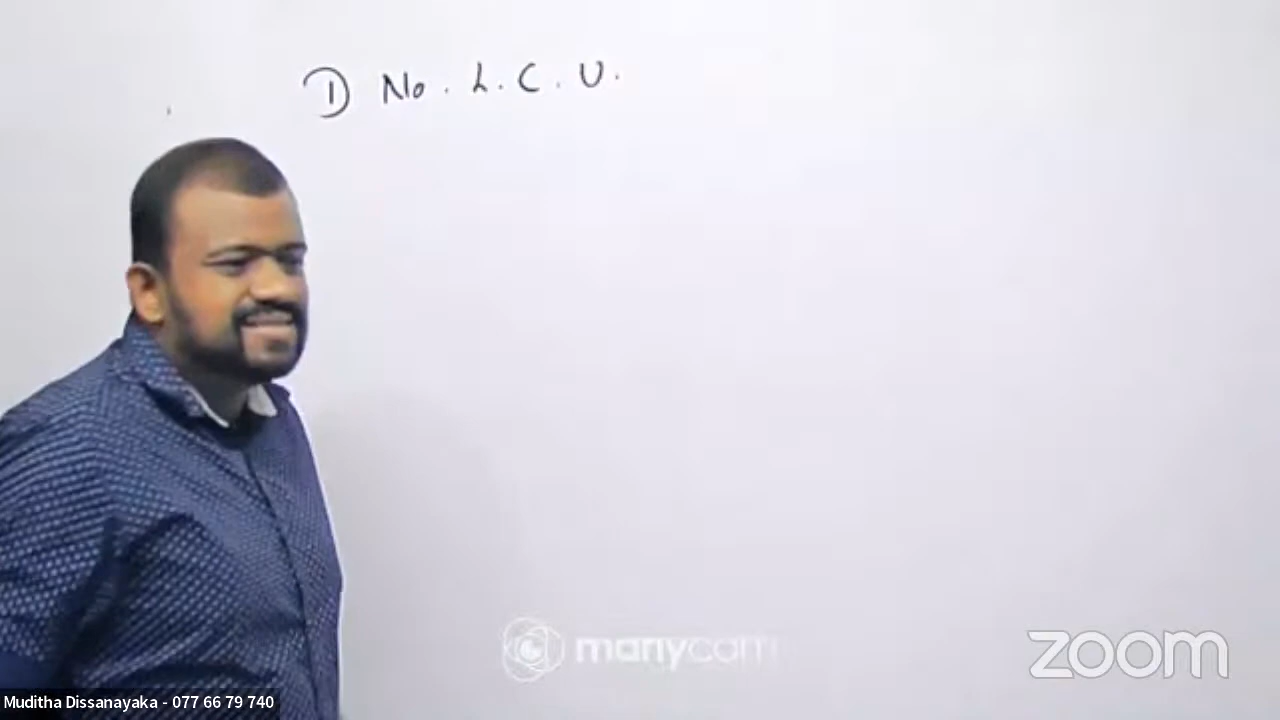 ① No. L. C. U.
manycam
zoom
Muditha Dissanayaka - 077 66 79 740